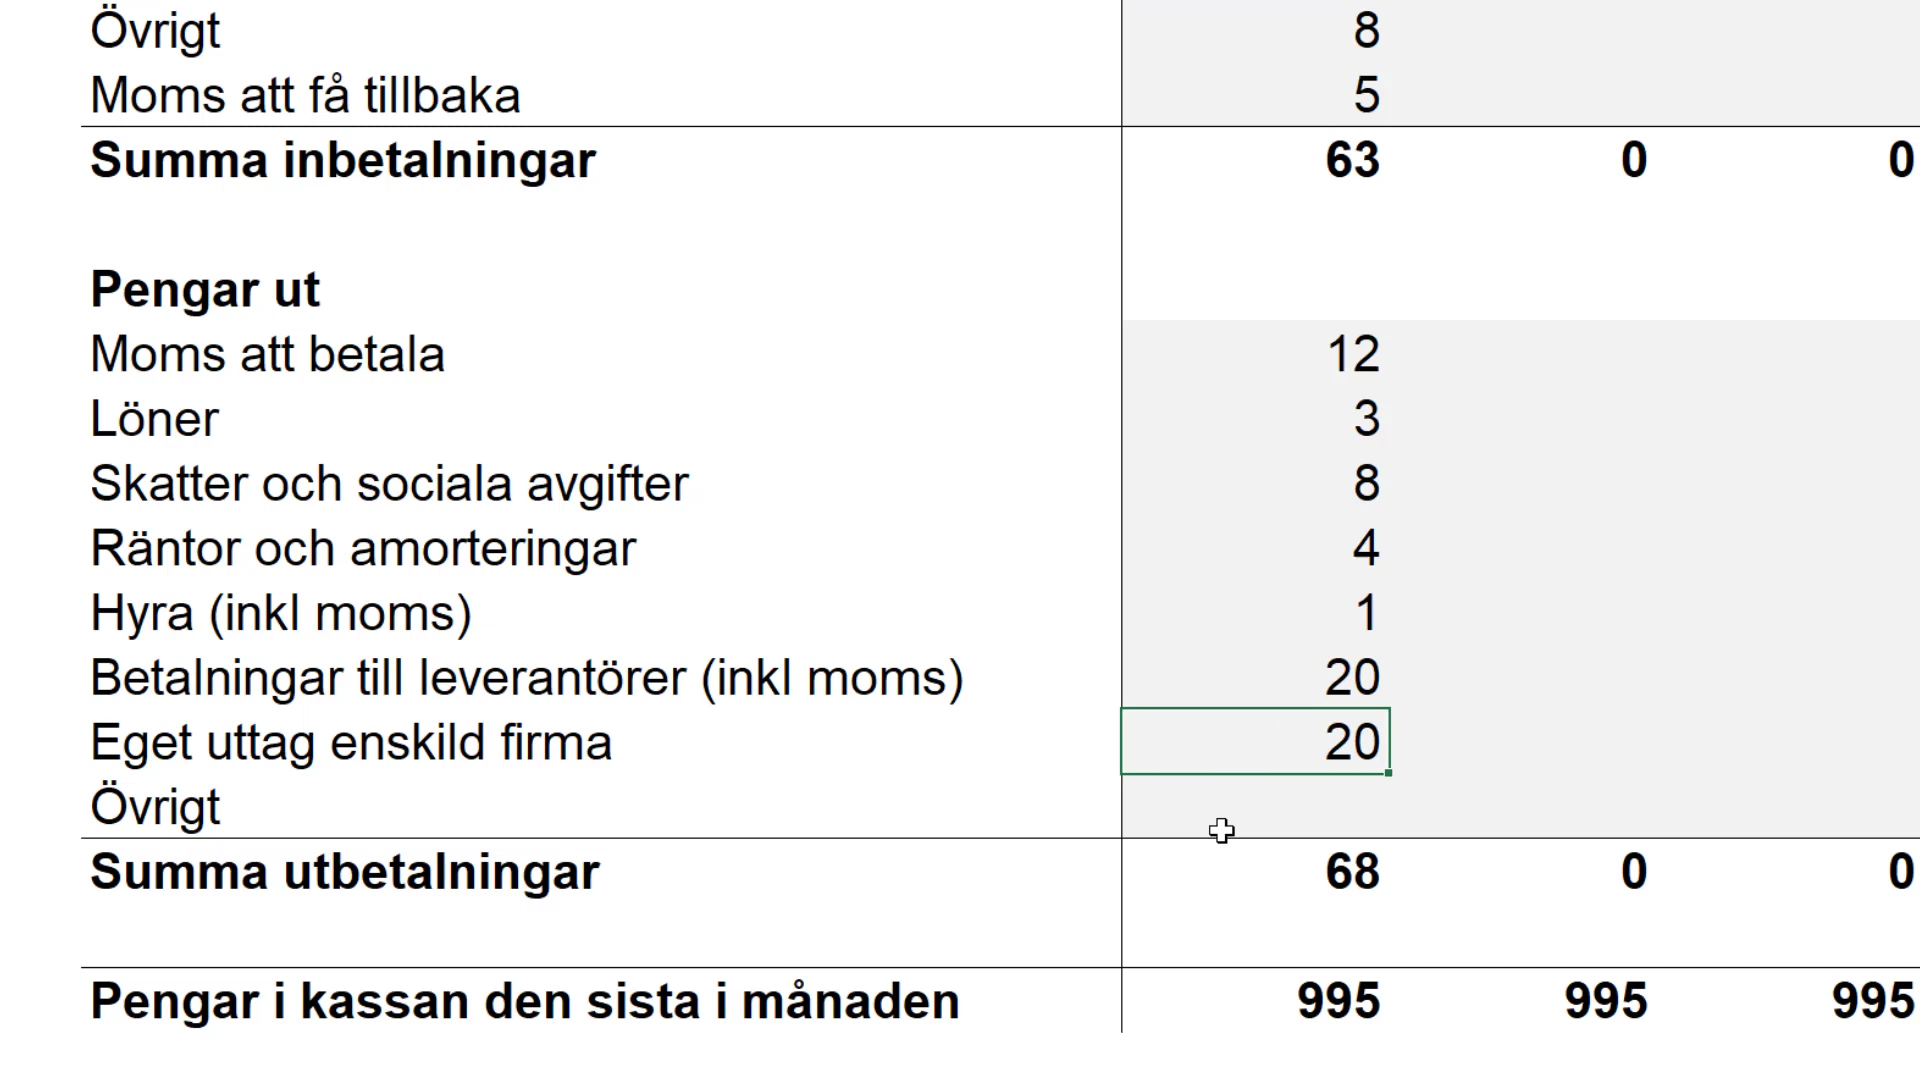 Övrigt 8
Moms att få tillbaka 5
Summa inbetalningar 63 0 0
Pengar ut
Moms att betala 12
Löner 3
Skatter och sociala avgifter 8
Räntor och amorteringar 4
Hyra (inkl moms) 1
Betalningar till leverantörer (inkl moms) 20
Eget uttag enskild firma 20
Övrigt
Summa utbetalningar 68 0 0
Pengar i kassan den sista i månaden 995 995 995